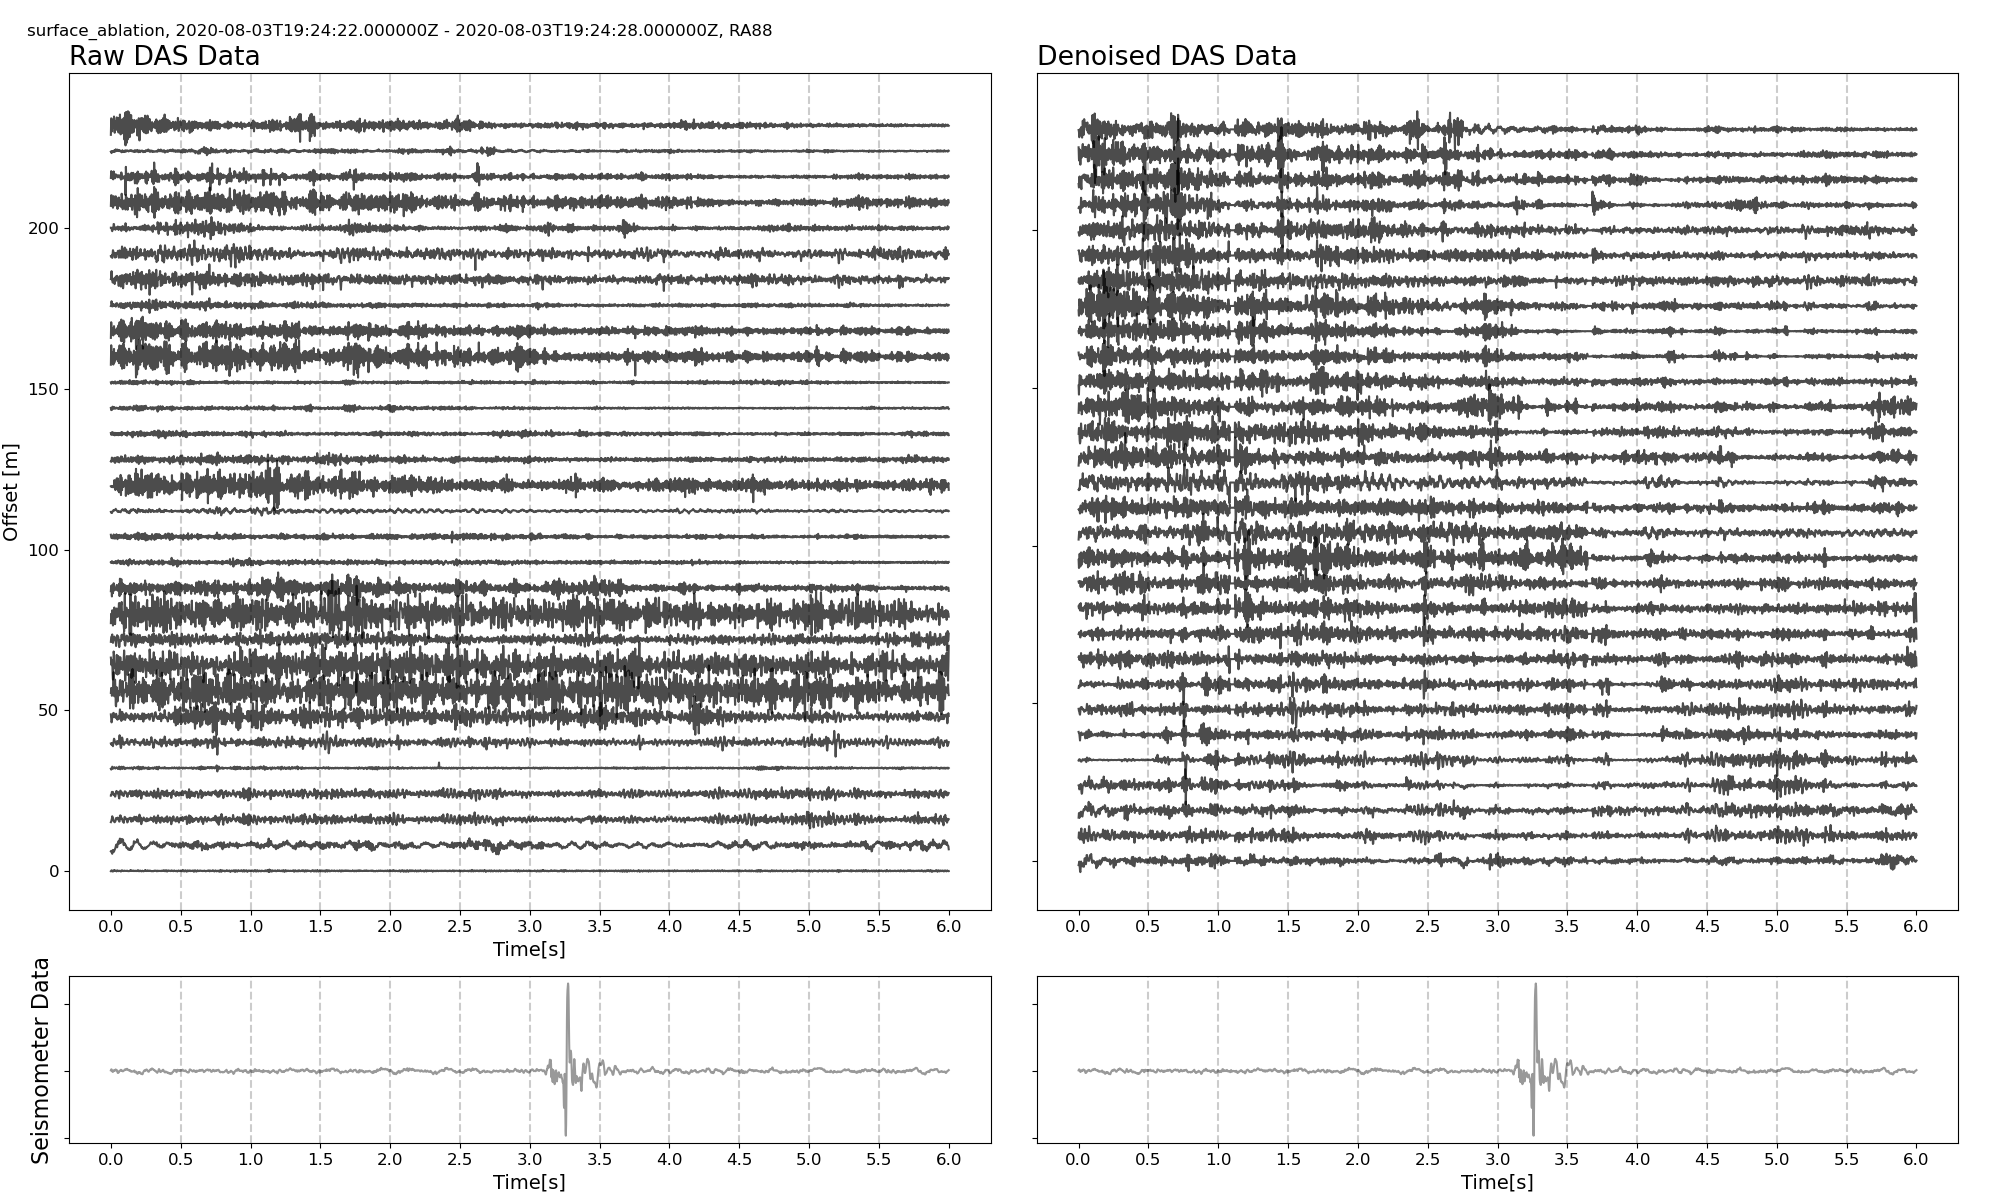 surface_ablation, 2020-08-03T19:24:22.000000Z - 2020-08-03T19:24:28.000000Z, RA88
Raw DAS Data
Offset [m]
200
150
100
50
0
0.0 0.5 1.0 1.5 2.0 2.5 3.0 3.5 4.0 4.5 5.0 5.5 6.0
Time[s]
Denoised DAS Data
0.0 0.5 1.0 1.5 2.0 2.5 3.0 3.5 4.0 4.5 5.0 5.5 6.0
Seismometer Data
0.0 0.5 1.0 1.5 2.0 2.5 3.0 3.5 4.0 4.5 5.0 5.5 6.0
Time[s]
0.0 0.5 1.0 1.5 2.0 2.5 3.0 3.5 4.0 4.5 5.0 5.5 6.0
Time[s]